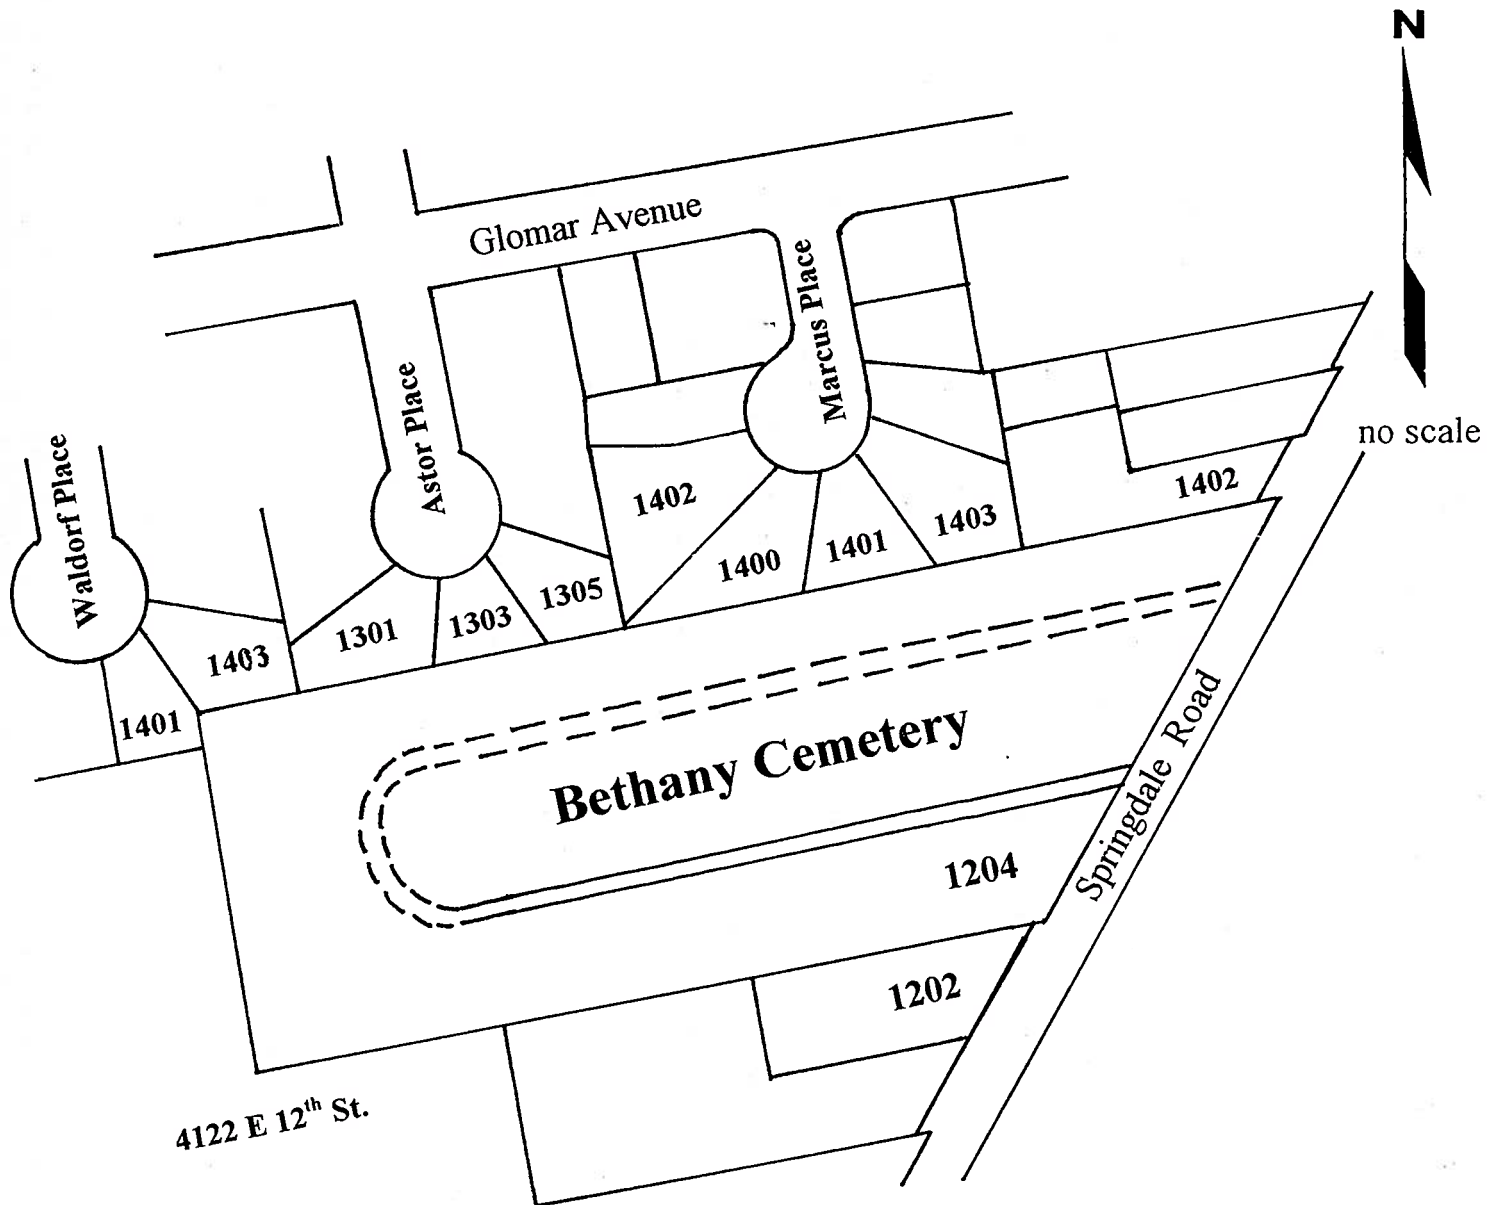 N
Glomar Avenue
Marcus Place
Astor Place
Waldorf Place
no scale
1402
1402
1403
1401
1400
1305
1303
1301
1403
1401
Bethany Cemetery
Springdale Road
1204
1202
4122 E 12th St.